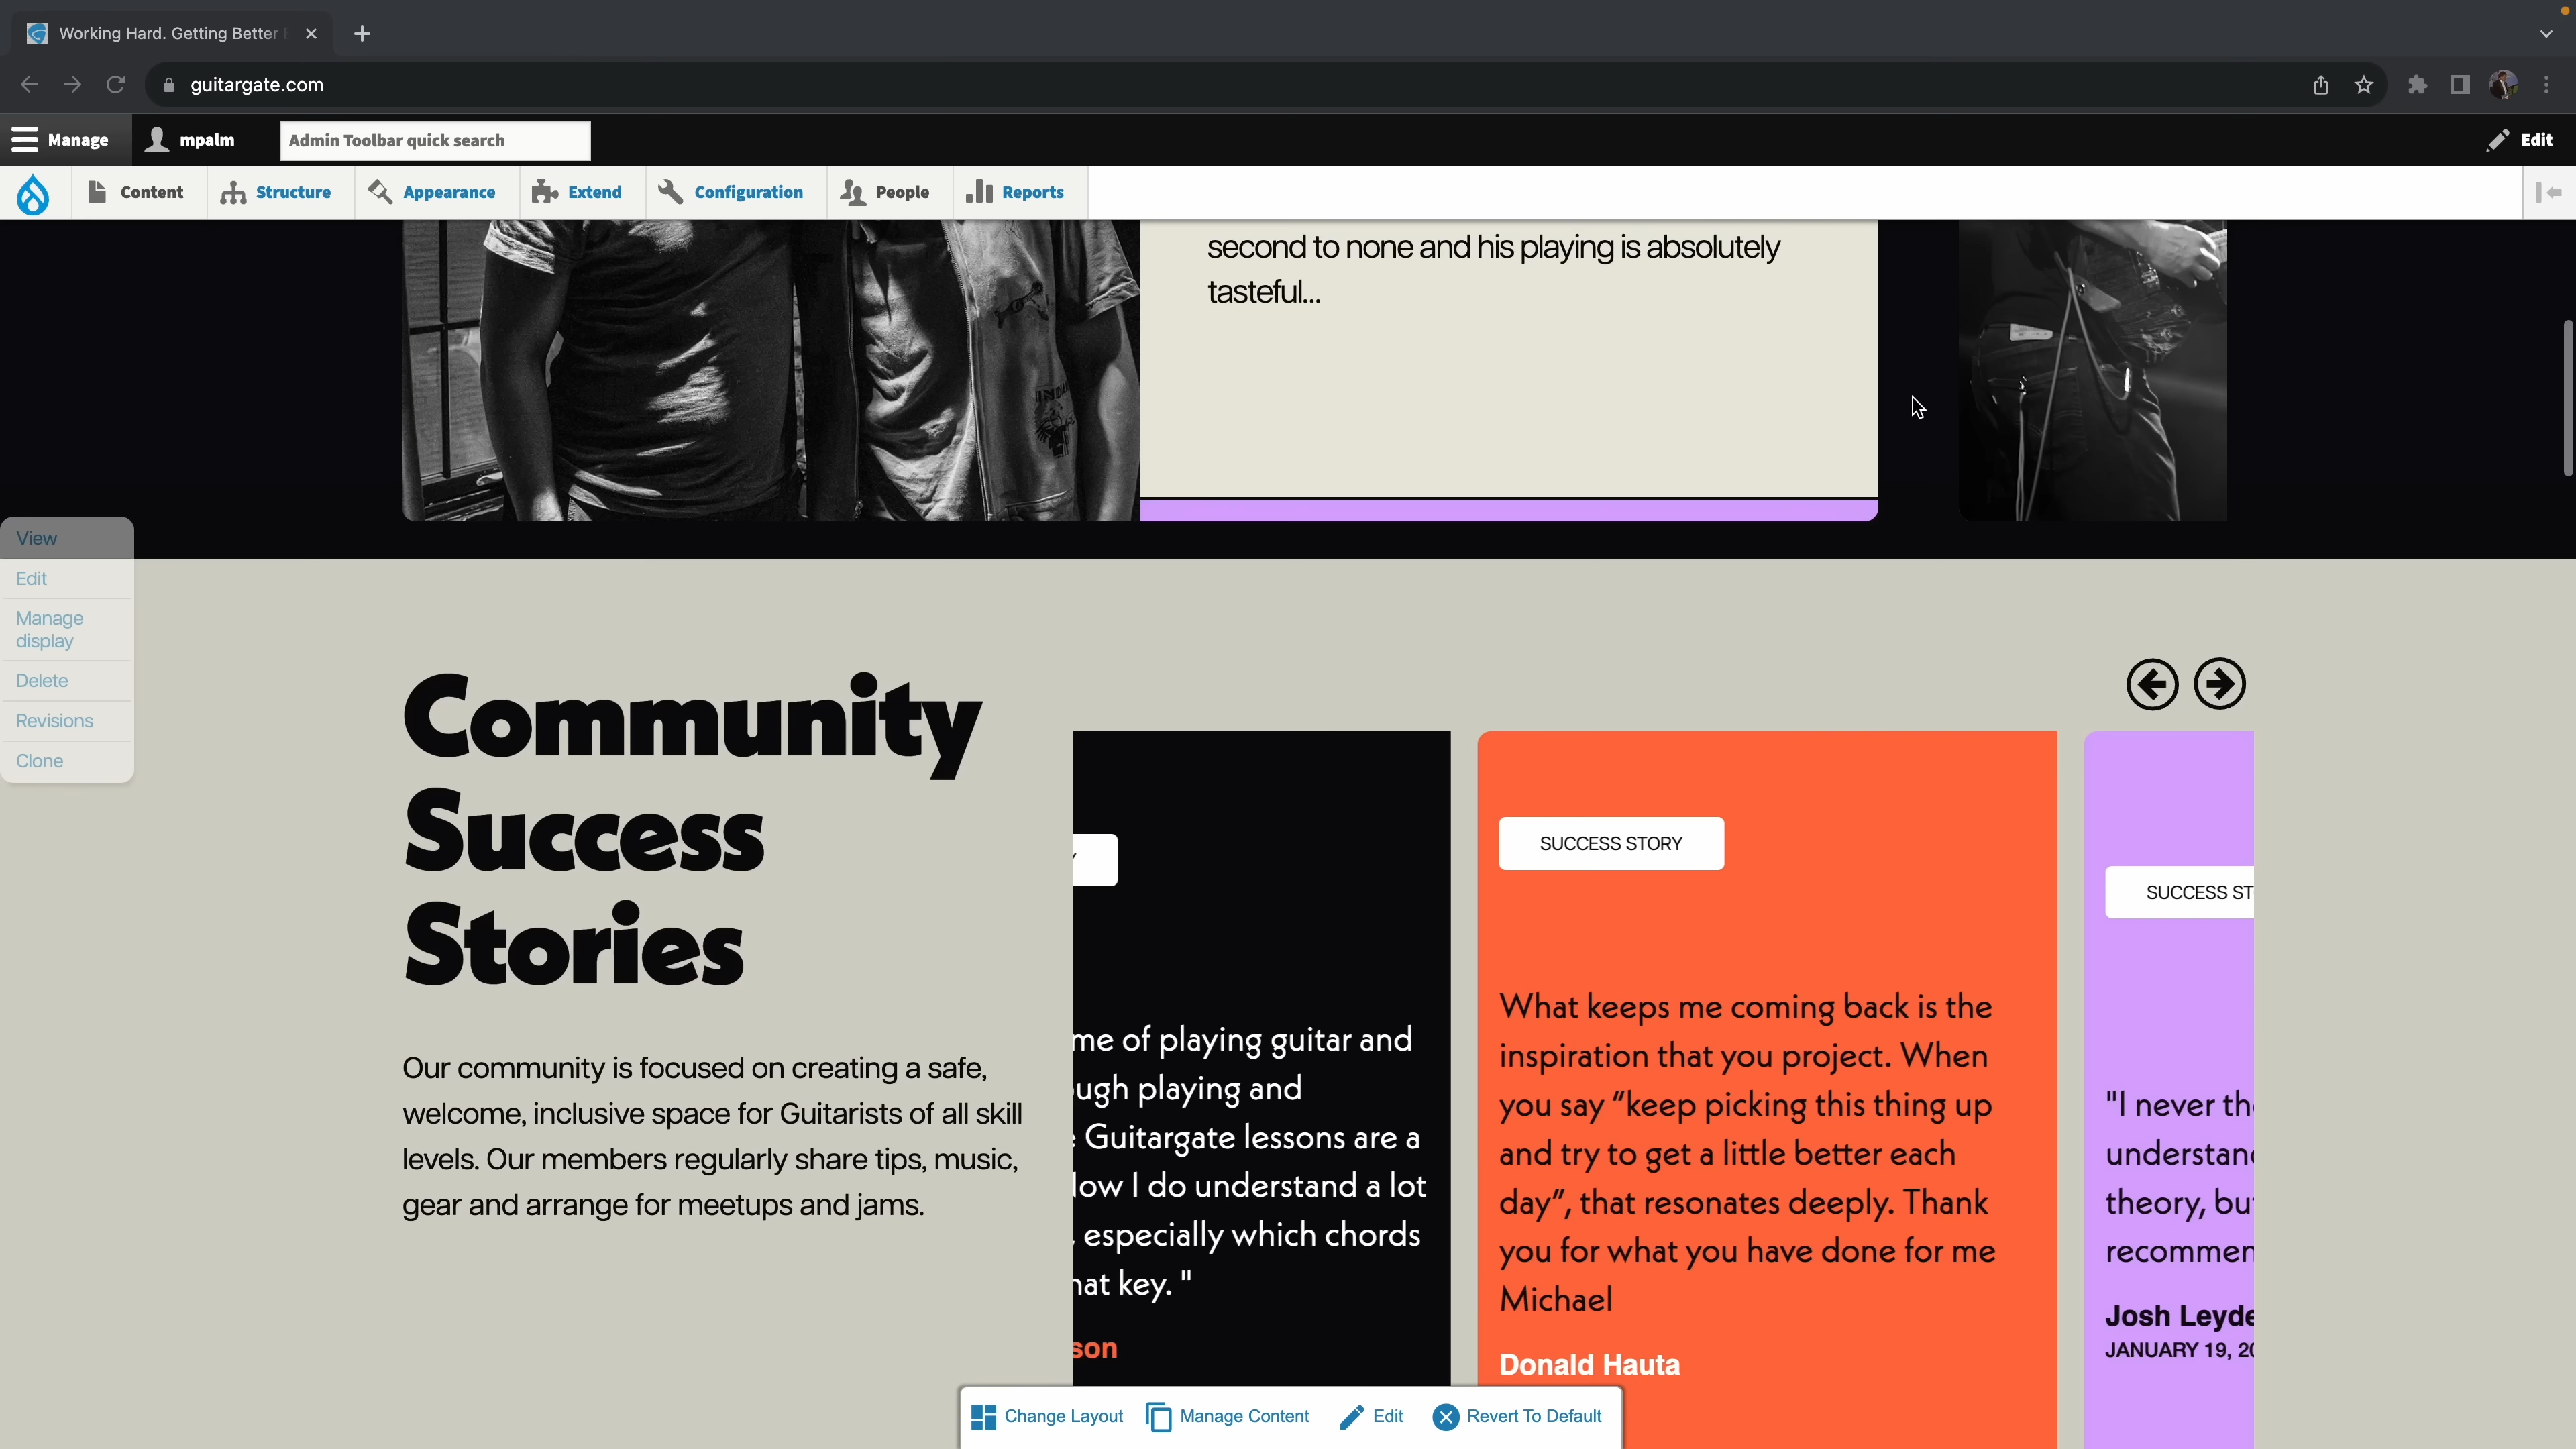 Working Hard. Getting Better
guitargate.com
Manage
mpalm
Admin Toolbar quick search
Edit
Content
Structure
Appearance
Extend
Configuration
People
Reports
second to none and his playing is absolutely
tasteful...
View
Edit
Manage
display
Delete
Revisions
Clone
Community
Success
Stories
Our community is focused on creating a safe,
welcome, inclusive space for Guitarists of all skill
levels. Our members regularly share tips, music,
gear and arrange for meetups and jams.
me of playing guitar and
ugh playing and
Guitargate lessons are a
low I do understand a lot
, especially which chords
hat key. "
son
SUCCESS STORY
What keeps me coming back is the
inspiration that you project. When
you say “keep picking this thing up
and try to get a little better each
day”, that resonates deeply. Thank
you for what you have done for me
Michael
Donald Hauta
SUCCESS ST
"I never th
understan
theory, bu
recommen
Josh Leyde
JANUARY 19, 20
Change Layout
Manage Content
Edit
Revert To Default